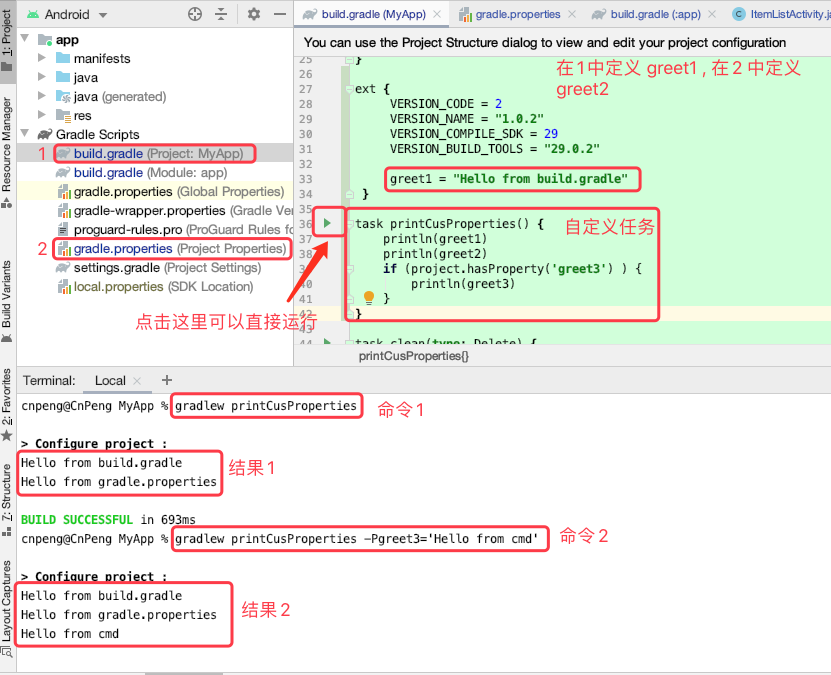 1: Project
Resource Manager
Build Variants
2: Favorites
7: Structure
Layout Captures
Android
app
manifests
java
java (generated)
res
Gradle Scripts
1
build.gradle (Project: MyApp)
build.gradle (Module: app)
gradle.properties (Global Properties)
gradle-wrapper.properties (Gradle Ver
proguard-rules.pro (ProGuard Rules fo
2
gradle.properties (Project Properties)
settings.gradle (Project Settings)
local.properties (SDK Location)
点击这里可以直接运行
build.gradle (MyApp)
gradle.properties
build.gradle (:app)
ItemListActivity.ja
You can use the Project Structure dialog to view and edit your project configuration
在1中定义 greet1 , 在 2 中定义
greet2
25 }
26
27 ext {
28 VERSION_CODE = 2
29 VERSION_NAME = "1.0.2"
30 VERSION_COMPILE_SDK = 29
31 VERSION_BUILD_TOOLS = "29.0.2"
32
33 greet1 = "Hello from build.gradle"
34 }
35
36 task printCusProperties() {
自定义任务
37 println(greet1)
38 println(greet2)
39 if (project.hasProperty('greet3') ) {
40 println(greet3)
41 }
42 }
43
44 task clean(type: Delete) {
printCusProperties{}
Terminal: Local +
cnpeng@CnPeng MyApp % gradlew printCusProperties
命令 1
> Configure project :
Hello from build.gradle
Hello from gradle.properties
结果 1
BUILD SUCCESSFUL in 693ms
cnpeng@CnPeng MyApp % gradlew printCusProperties -Pgreet3='Hello from cmd'
命令 2
> Configure project :
Hello from build.gradle
Hello from gradle.properties
Hello from cmd
结果 2